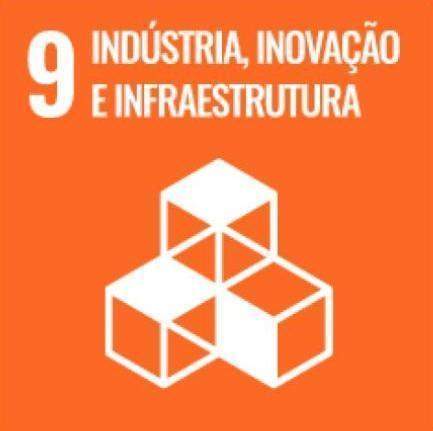 9 INDÚSTRIA, INOVAÇÃO
E INFRAESTRUTURA